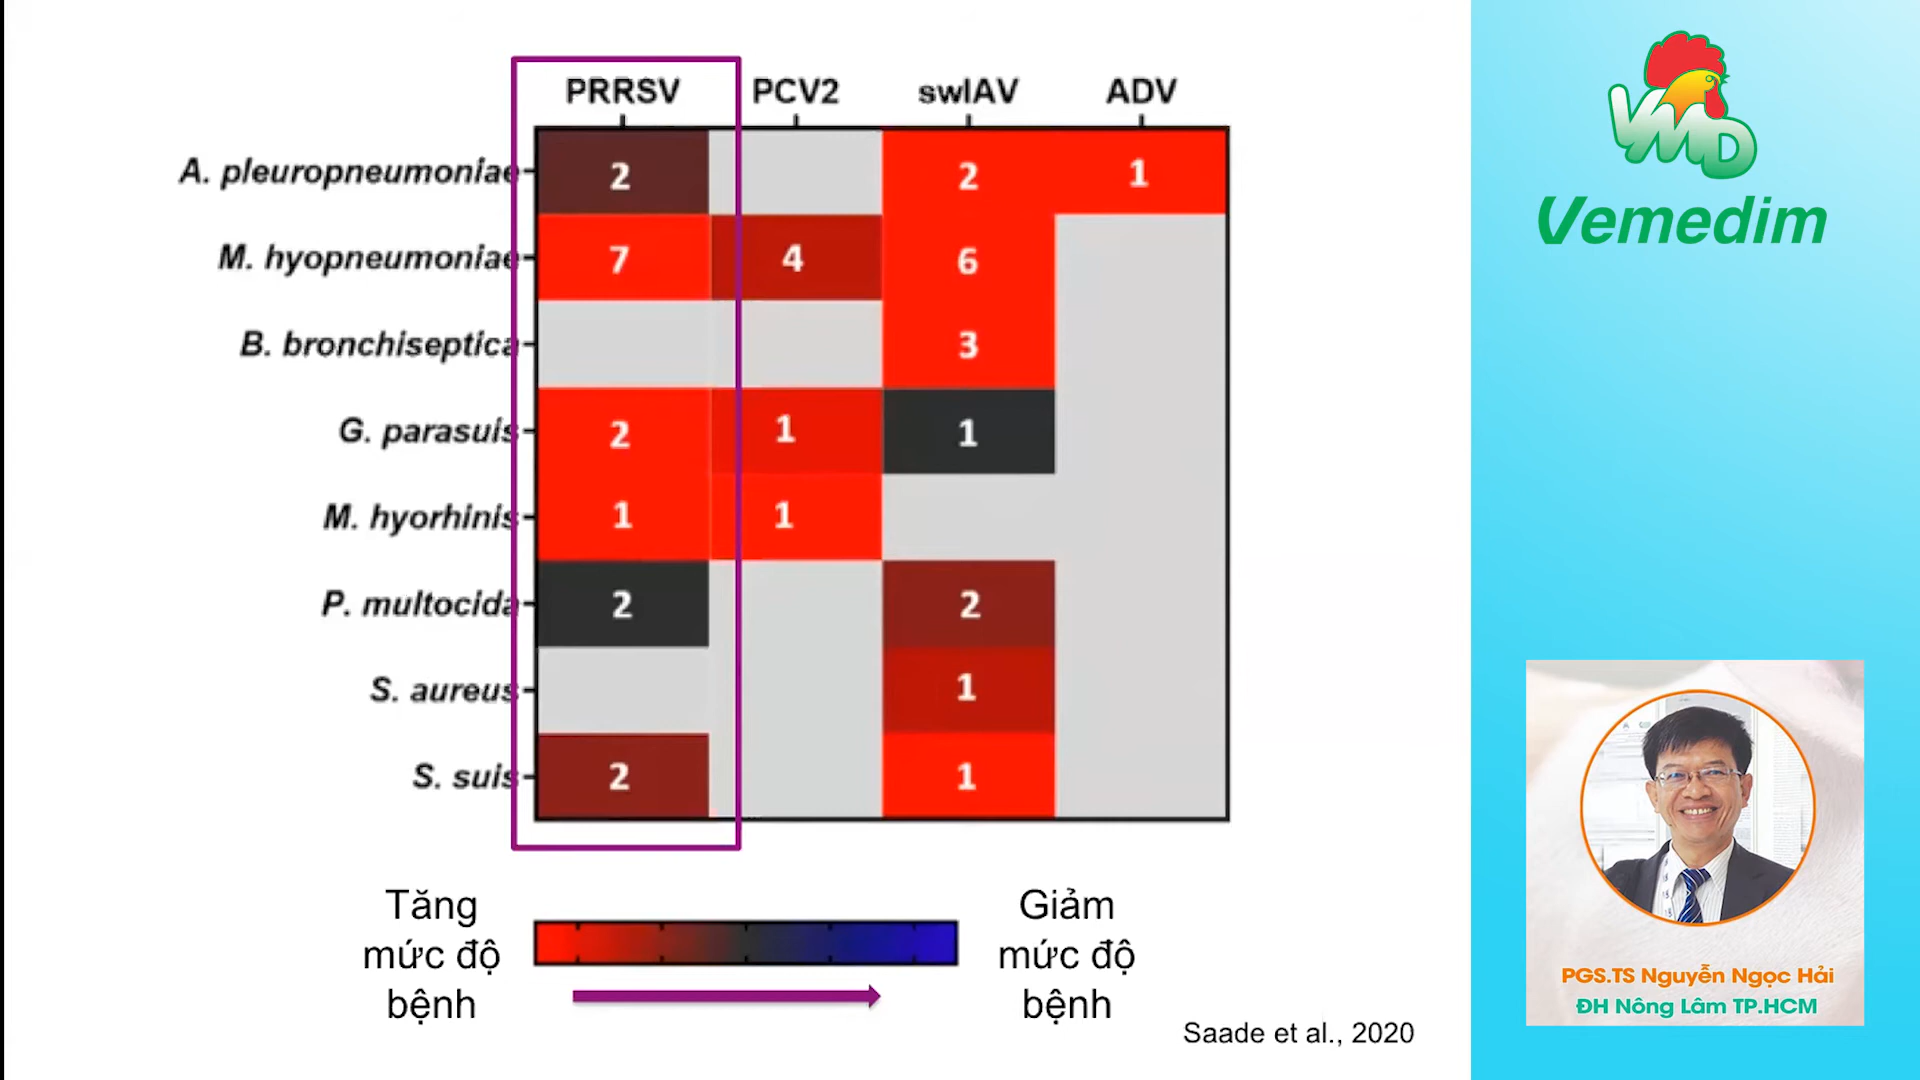 PRRSV PCV2 swIAV ADV
A. pleuropneumoniae 2 2 1
M. hyopneumoniae 7 4 6
B. bronchiseptica 3
G. parasuis 2 1 1
M. hyorhinis 1 1
P. multocida 2 2
S. aureus 1
S. suis 2 1
Tăng
mức độ
bệnh
Giảm
mức độ
bệnh
Saade et al., 2020
VMD
Vemedim
PGS.TS Nguyễn Ngọc Hải
ĐH Nông Lâm TP.HCM